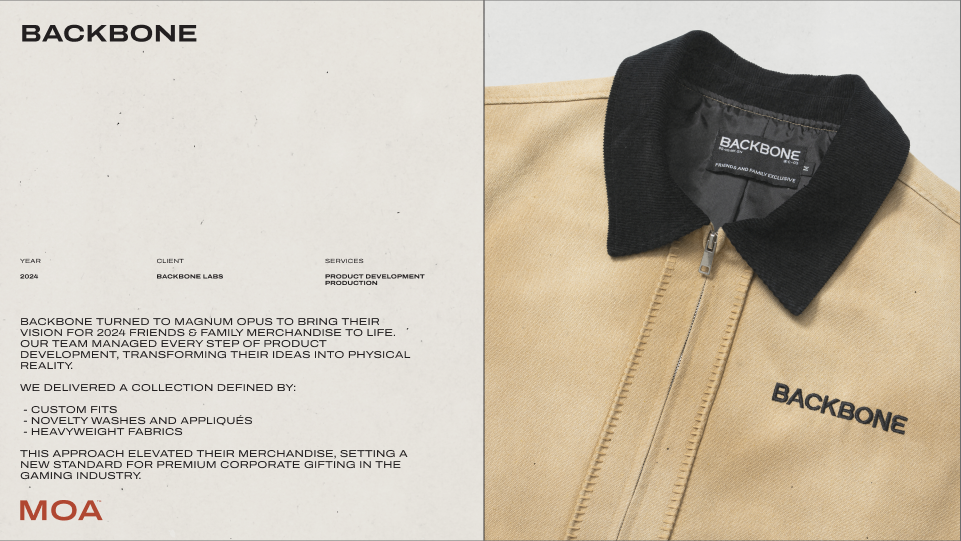 BACKBONE
YEAR
CLIENT
SERVICES
2024
BACKBONE LABS
PRODUCT DEVELOPMENT
PRODUCTION
BACKBONE TURNED TO MAGNUM OPUS TO BRING THEIR
VISION FOR 2024 FRIENDS & FAMILY MERCHANDISE TO LIFE.
OUR TEAM MANAGED EVERY STEP OF PRODUCT
DEVELOPMENT, TRANSFORMING THEIR IDEAS INTO PHYSICAL
REALITY.
WE DELIVERED A COLLECTION DEFINED BY:
- CUSTOM FITS
- NOVELTY WASHES AND APPLIQUÉS
- HEAVYWEIGHT FABRICS
THIS APPROACH ELEVATED THEIR MERCHANDISE, SETTING A
NEW STANDARD FOR PREMIUM CORPORATE GIFTING IN THE
GAMING INDUSTRY.
MOA
BACKBONE
FRIENDS AND FAMILY EXCLUSIVE
M
BACKBONE